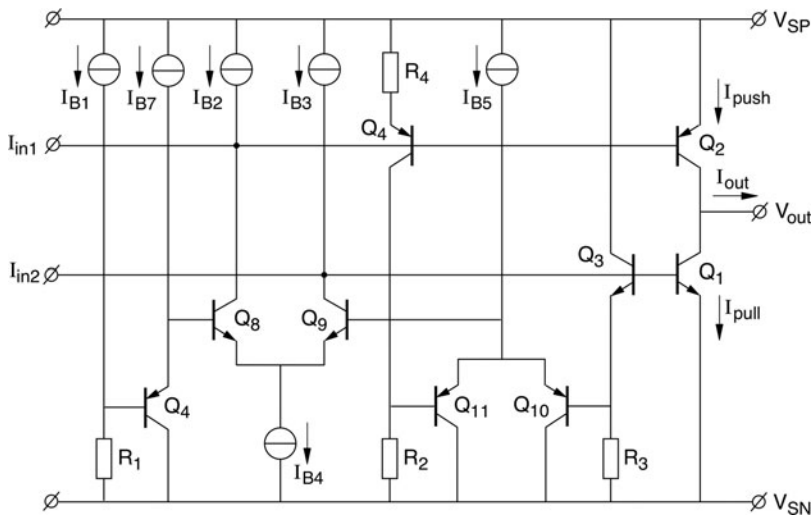 V_SP
I_B1
I_B7
I_B2
I_B3
R_4
I_B5
I_push
Q_4
Q_2
I_in1
I_out
V_out
I_in2
Q_3
Q_1
Q_8
Q_9
I_pull
Q_4
Q_11
Q_10
R_1
I_B4
R_2
R_3
V_SN